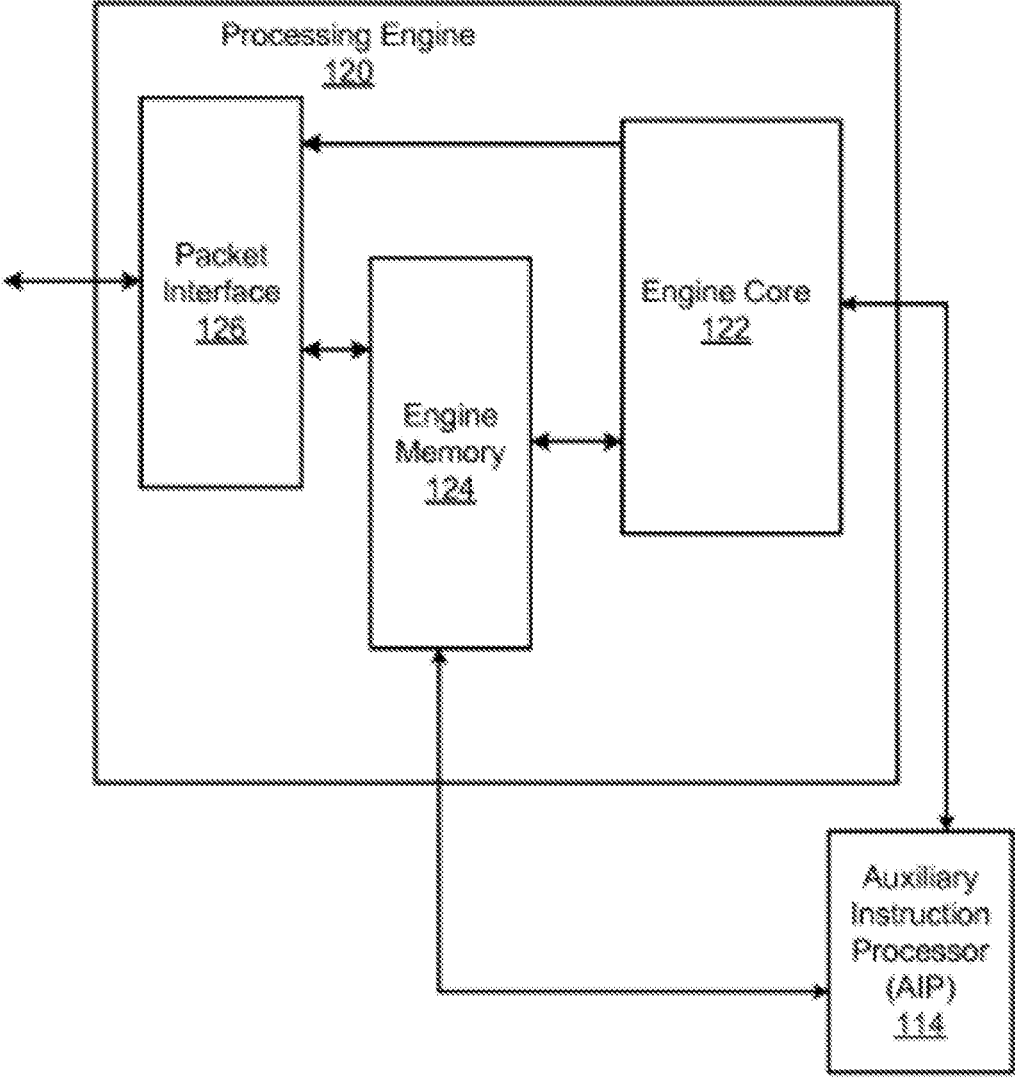 Processing Engine
120
Packet
Interface
126
Engine
Memory
124
Engine Core
122
Auxiliary
Instruction
Processor
(AIP)
114